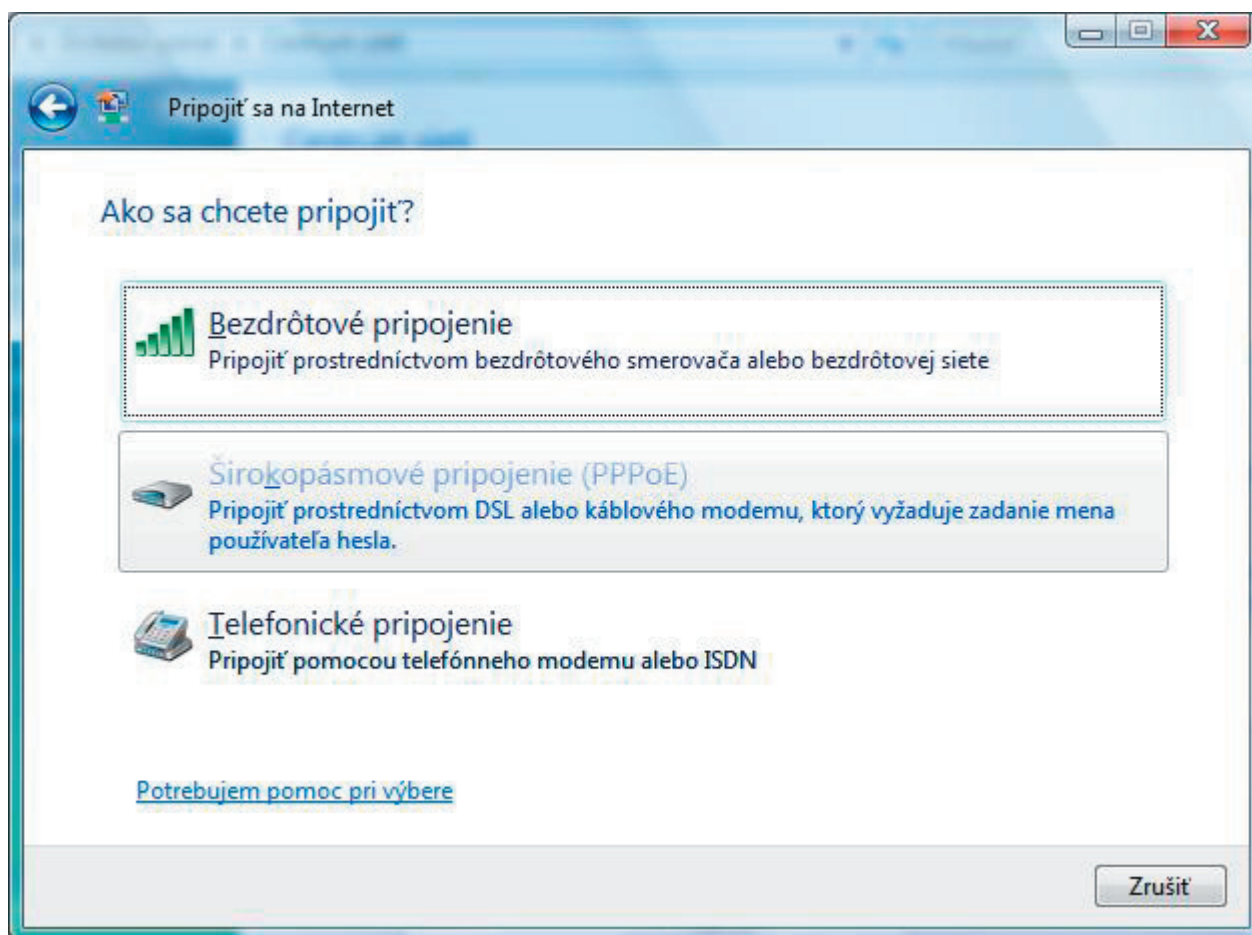 Pripojiť sa na Internet
Ako sa chcete pripojiť?
Bezdrôtové pripojenie
Pripojiť prostredníctvom bezdrôtového smerovača alebo bezdrôtovej siete
Širokopásmové pripojenie (PPPoE)
Pripojiť prostredníctvom DSL alebo káblového modemu, ktorý vyžaduje zadanie mena
používateľa hesla.
Telefonické pripojenie
Pripojiť pomocou telefónneho modemu alebo ISDN
Potrebujem pomoc pri výbere
Zrušiť